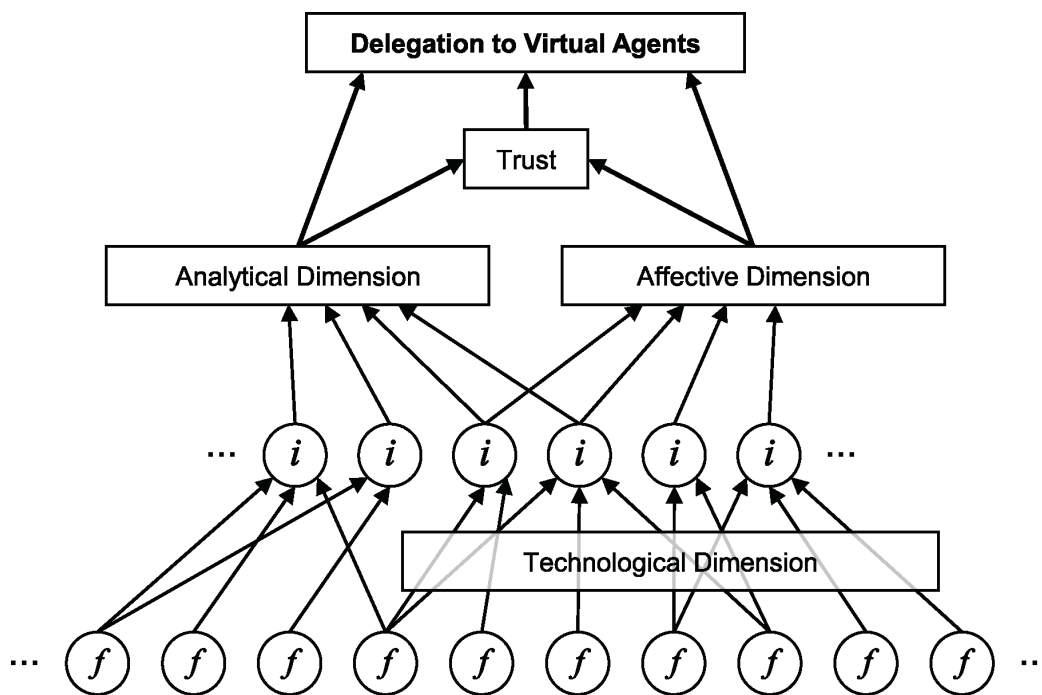 Delegation to Virtual Agents
Trust
Analytical Dimension Affective Dimension
... i i i i i i ...
Technological Dimension
... f f f f f f f f f f ..